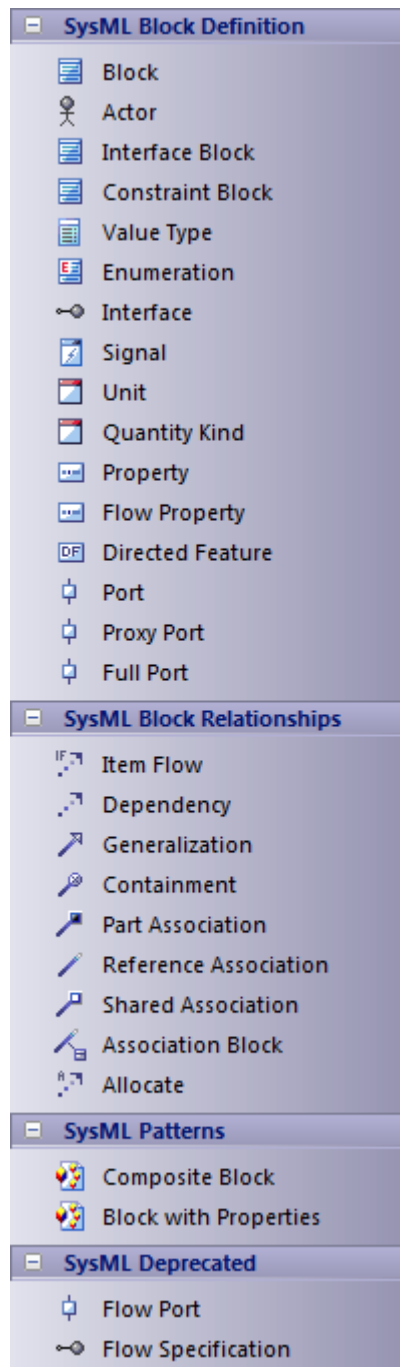 SysML Block Definition
Block
Actor
Interface Block
Constraint Block
Value Type
Enumeration
Interface
Signal
Unit
Quantity Kind
Property
Flow Property
DF Directed Feature
Port
Proxy Port
Full Port
SysML Block Relationships
IF Item Flow
Dependency
Generalization
Containment
Part Association
Reference Association
Shared Association
Association Block
A Allocate
SysML Patterns
Composite Block
Block with Properties
SysML Deprecated
Flow Port
Flow Specification